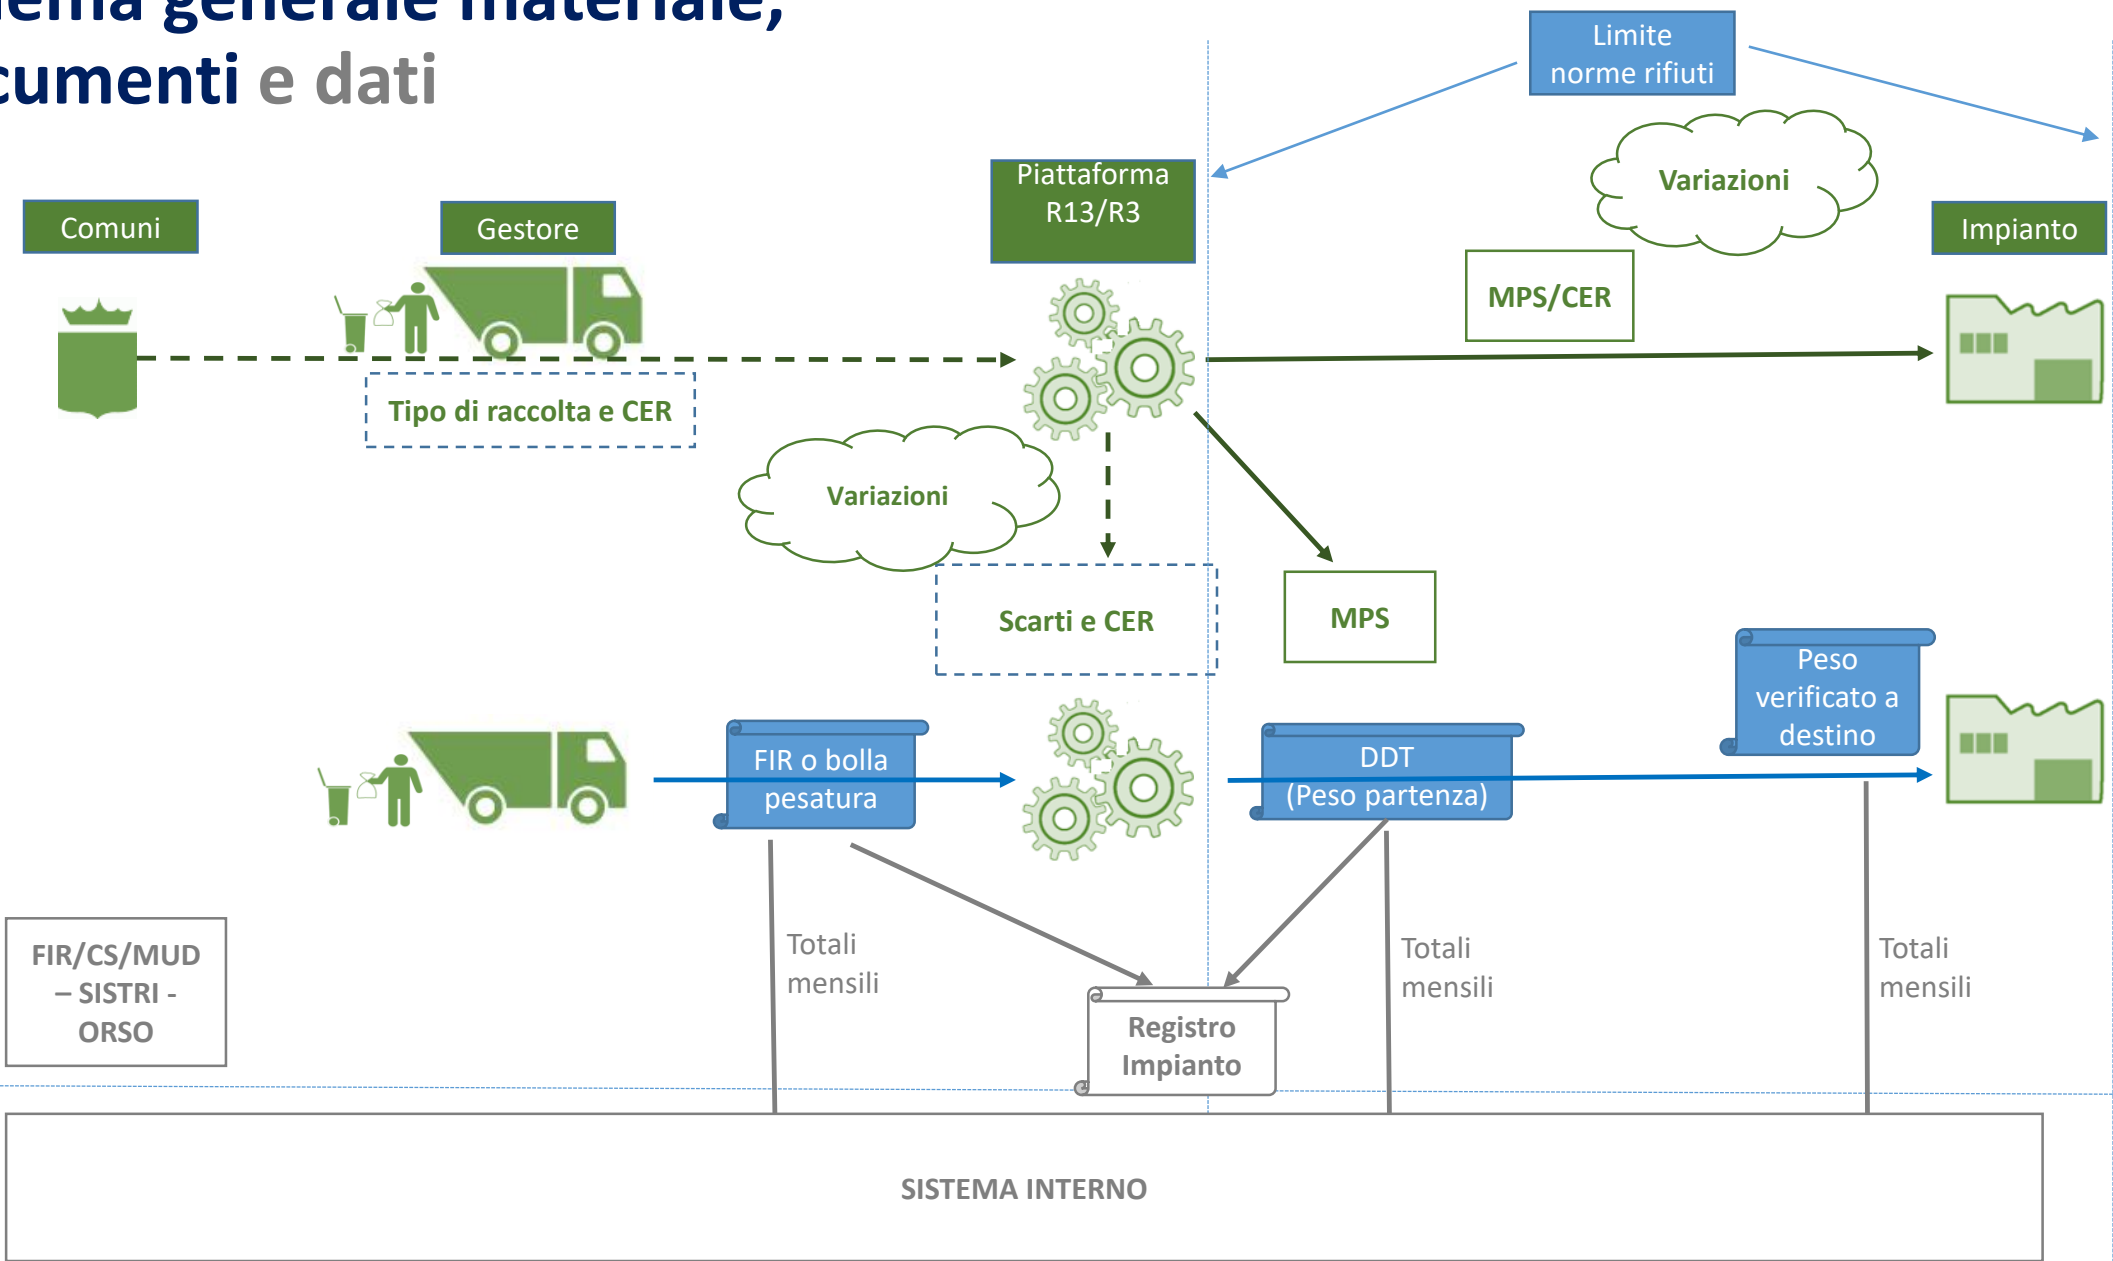 generale materiale,
e dati
Limite
norme rifiuti
Variazioni
Piattaforma
R13/R3
Comuni
Gestore
Impianto
MPS/CER
Tipo di raccolta e CER
Variazioni
Scarti e CER
MPS
Peso
verificato a
destino
FIR o bolla
pesatura
DDT
(Peso partenza)
Totali
mensili
Totali
mensili
Totali
mensili
FIR/CS/MUD
– SISTRI -
ORSO
Registro
Impianto
SISTEMA INTERNO